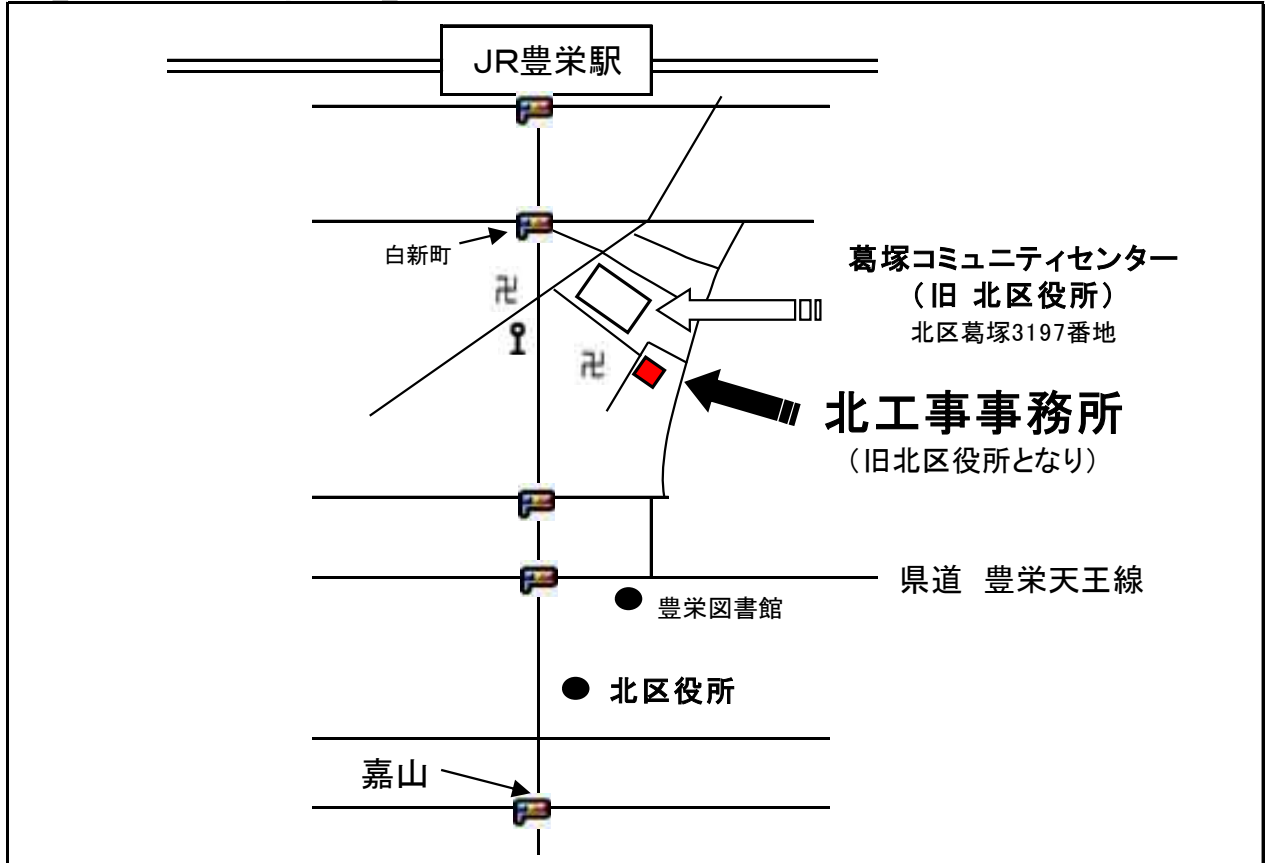 JR豊栄駅
白新町
葛塚コミュニティセンター
（旧 北区役所）
北区葛塚3197番地
北工事事務所
（旧北区役所となり）
県道　豊栄天王線
豊栄図書館
北区役所
嘉山